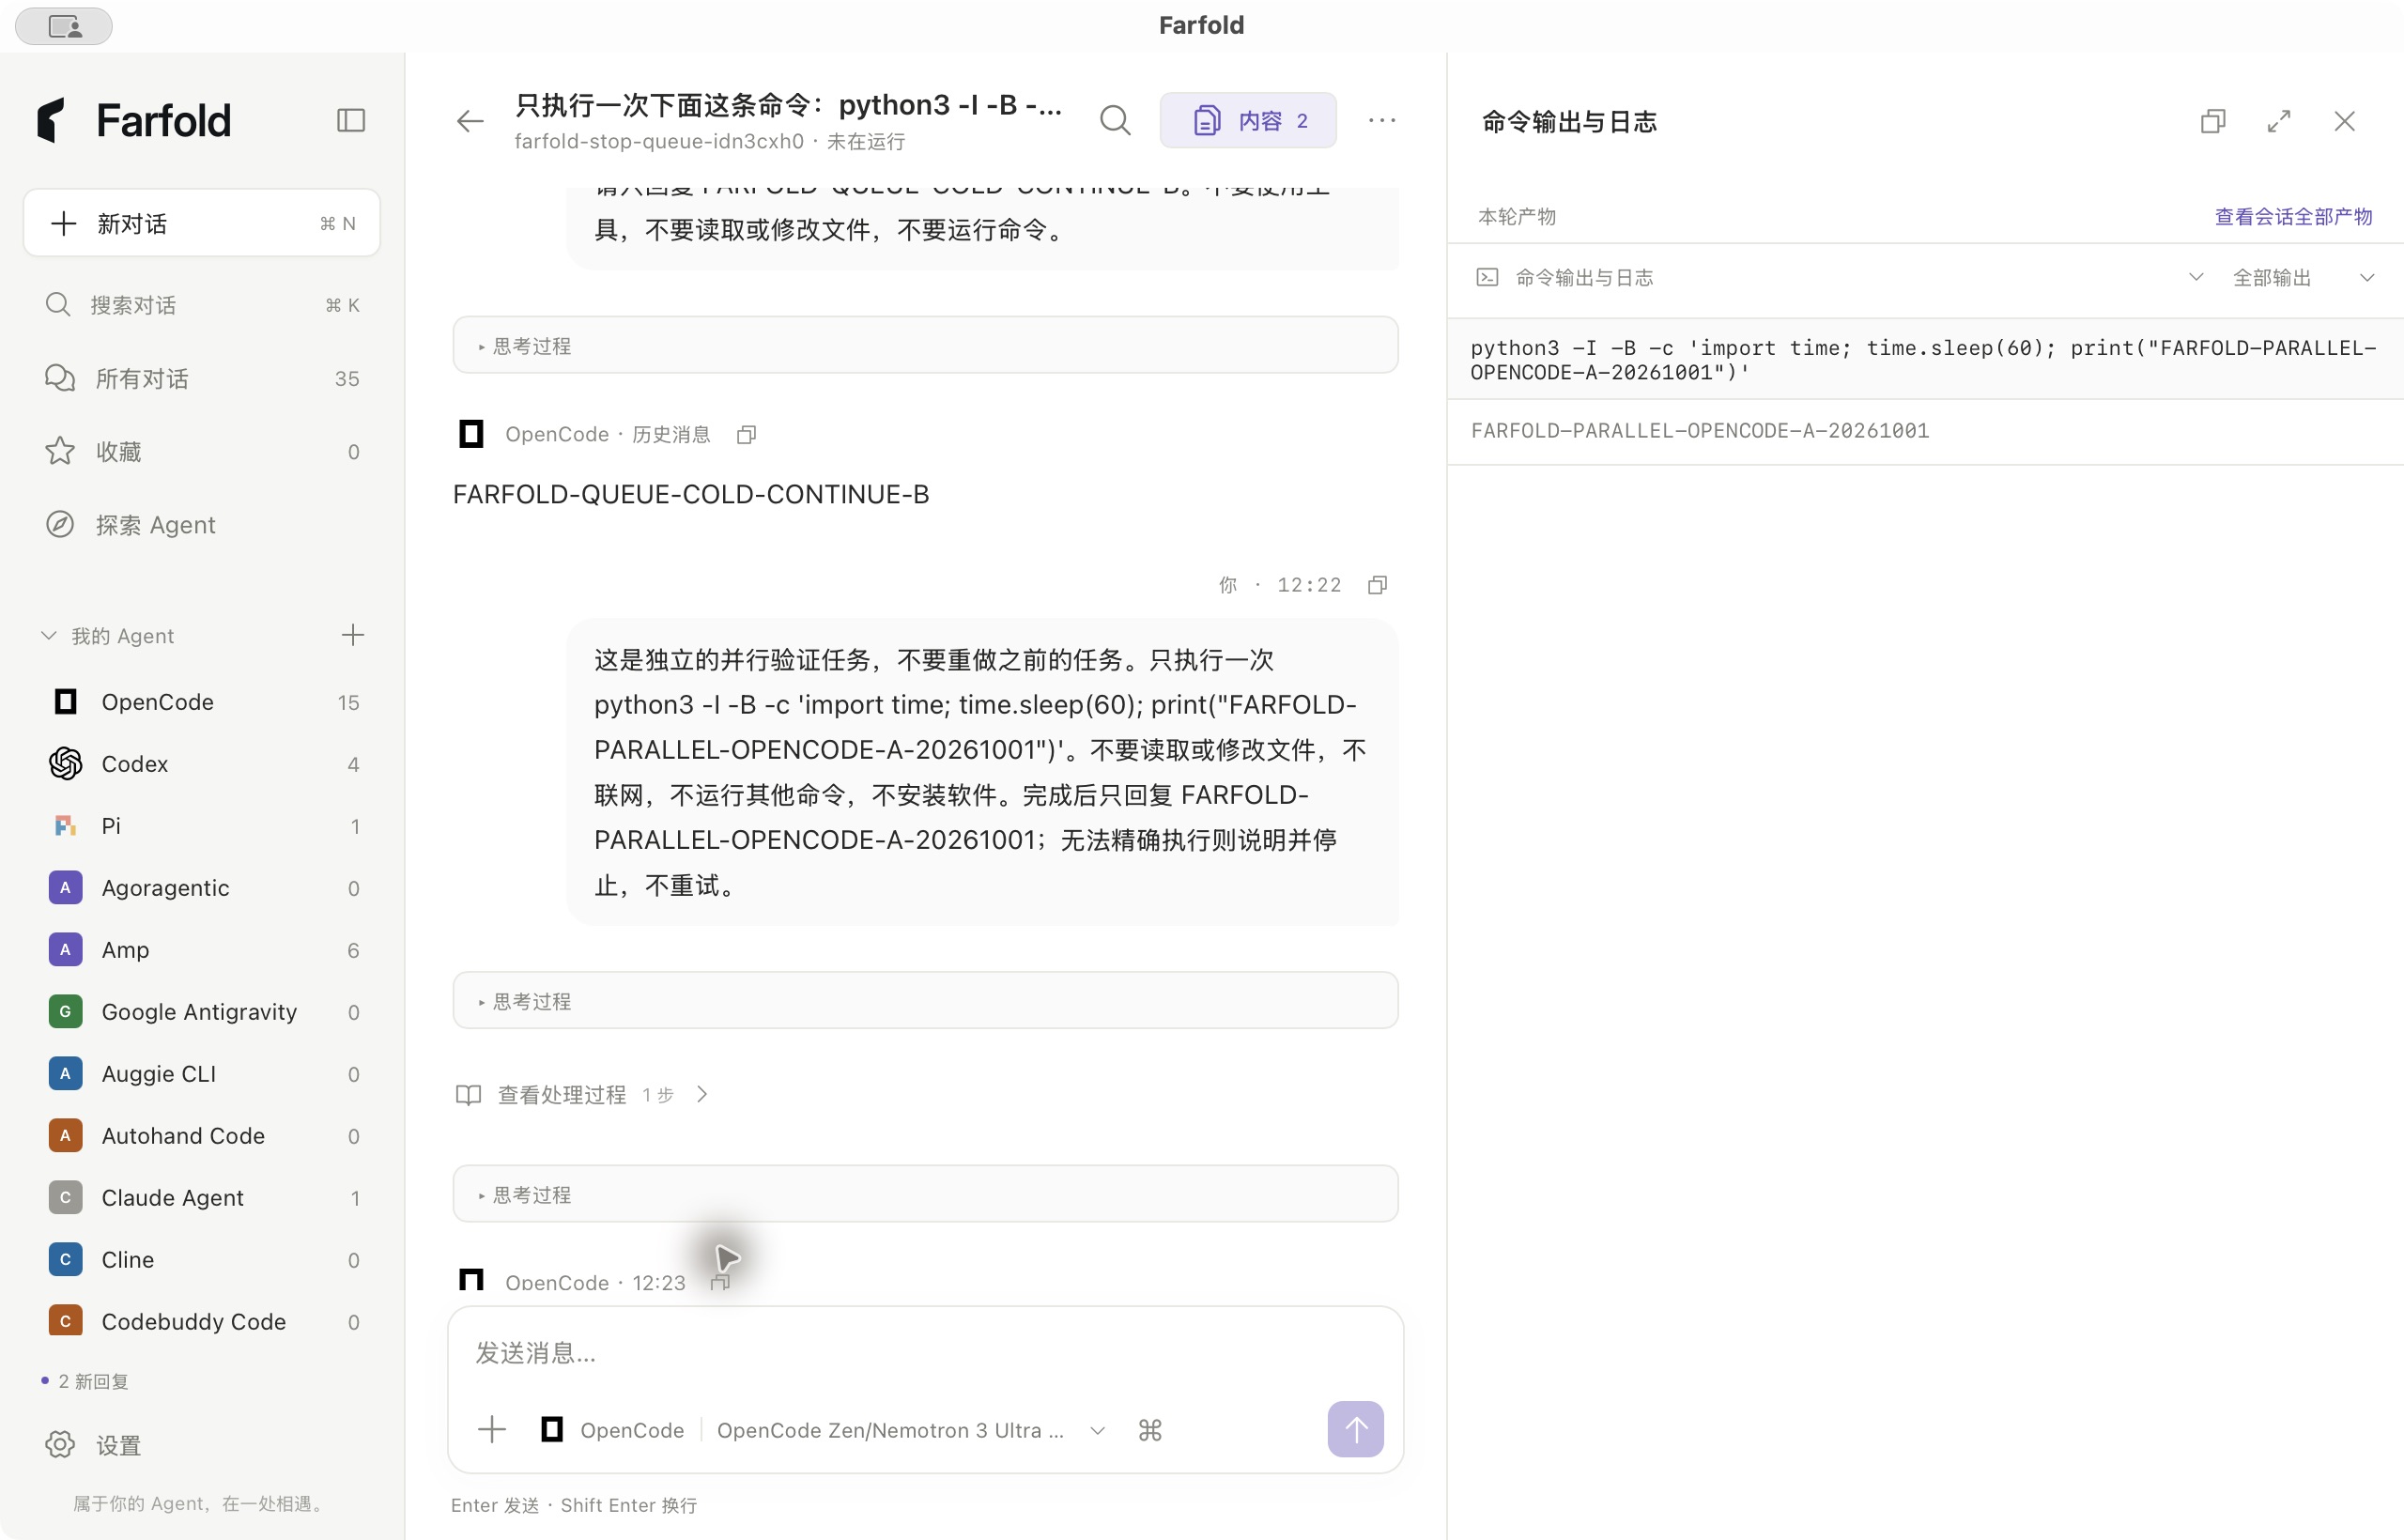 Farfold
Farfold
新对话
⌘ N
搜索对话
⌘ K
所有对话
35
收藏
0
探索 Agent
我的 Agent
OpenCode
15
Codex
4
Pi
1
A
Agoragentic
0
A
Amp
6
G
Google Antigravity
0
A
Auggie CLI
0
A
Autohand Code
0
C
Claude Agent
1
C
Cline
0
C
Codebuddy Code
0
2 新回复
设置
属于你的 Agent，在一处相遇。
只执行一次下面这条命令：python3 -I -B -...
farfold-stop-queue-idn3cxh0 · 未在运行
内容 2
请只回复 FARFOLD-QUEUE-COLD-CONTINUE-B。不要使用工
具，不要读取或修改文件，不要运行命令。
思考过程
OpenCode · 历史消息
FARFOLD-QUEUE-COLD-CONTINUE-B
你 · 12:22
这是独立的并行验证任务，不要重做之前的任务。只执行一次
python3 -I -B -c 'import time; time.sleep(60); print("FARFOLD-
PARALLEL-OPENCODE-A-20261001")'。不要读取或修改文件，不
联网，不运行其他命令，不安装软件。完成后只回复 FARFOLD-
PARALLEL-OPENCODE-A-20261001；无法精确执行则说明并停
止，不重试。
思考过程
查看处理过程 1 步
思考过程
OpenCode · 12:23
发送消息...
OpenCode
OpenCode Zen/Nemotron 3 Ultra ...
⌘
Enter 发送 · Shift Enter 换行
命令输出与日志
本轮产物
查看会话全部产物
命令输出与日志
全部输出
python3 -I -B -c 'import time; time.sleep(60); print("FARFOLD-PARALLEL-
OPENCODE-A-20261001")'
FARFOLD-PARALLEL-OPENCODE-A-20261001